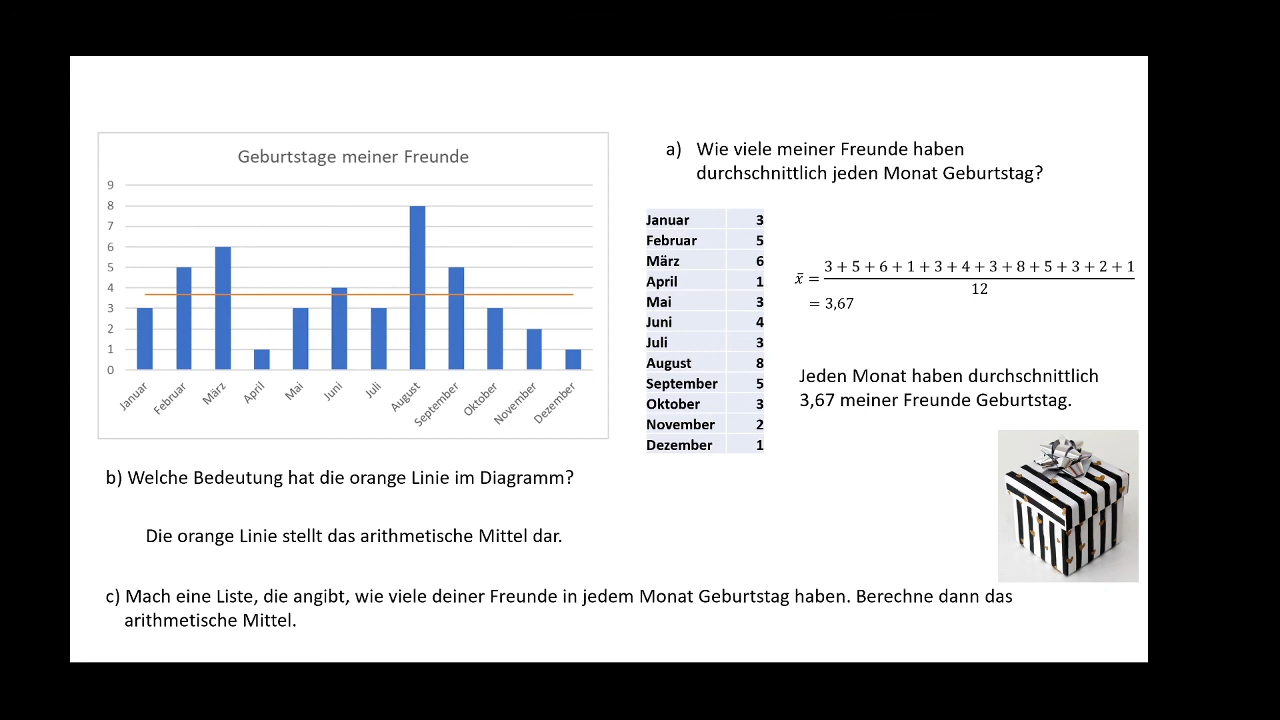 Geburtstage meiner Freunde
9
8
7
6
5
4
3
2
1
0
Januar
Februar
März
April
Mai
Juni
Juli
August
September
Oktober
November
Dezember
a) Wie viele meiner Freunde haben
durchschnittlich jeden Monat Geburtstag?
Januar 3
Februar 5
März 6
April 1
Mai 3
Juni 4
Juli 3
August 8
September 5
Oktober 3
November 2
Dezember 1
x̄ = (3 + 5 + 6 + 1 + 3 + 4 + 3 + 8 + 5 + 3 + 2 + 1) / 12
= 3,67
Jeden Monat haben durchschnittlich
3,67 meiner Freunde Geburtstag.
b) Welche Bedeutung hat die orange Linie im Diagramm?
Die orange Linie stellt das arithmetische Mittel dar.
c) Mach eine Liste, die angibt, wie viele deiner Freunde in jedem Monat Geburtstag haben. Berechne dann das
arithmetische Mittel.